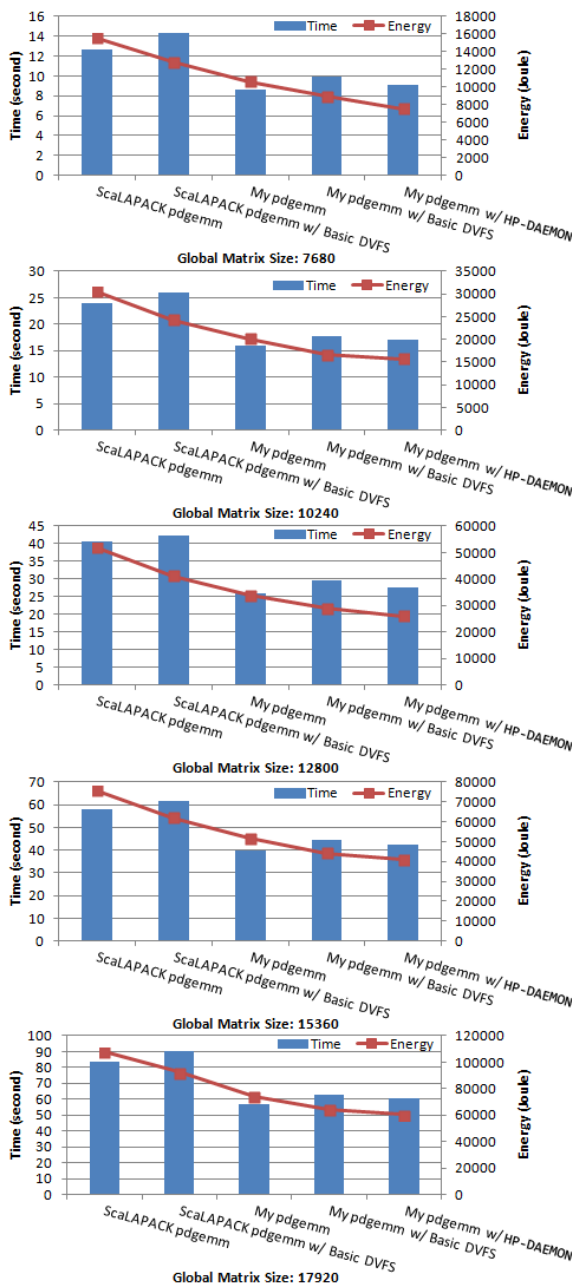 Time Energy
Time (second)
16
14
12
10
8
6
4
2
0
Energy (Joule)
18000
16000
14000
12000
10000
8000
6000
4000
2000
0
ScaLAPACK pdgemm
ScaLAPACK pdgemm w/ Basic DVFS
My pdgemm
My pdgemm w/ Basic DVFS
My pdgemm w/ HP-DAEMON
Global Matrix Size: 7680
Time Energy
Time (second)
30
25
20
15
10
5
0
Energy (Joule)
35000
30000
25000
20000
15000
10000
5000
0
ScaLAPACK pdgemm
ScaLAPACK pdgemm w/ Basic DVFS
My pdgemm
My pdgemm w/ Basic DVFS
My pdgemm w/ HP-DAEMON
Global Matrix Size: 10240
Time Energy
Time (second)
45
40
35
30
25
20
15
10
5
0
Energy (Joule)
60000
50000
40000
30000
20000
10000
0
ScaLAPACK pdgemm
ScaLAPACK pdgemm w/ Basic DVFS
My pdgemm
My pdgemm w/ Basic DVFS
My pdgemm w/ HP-DAEMON
Global Matrix Size: 12800
Time Energy
Time (second)
70
60
50
40
30
20
10
0
Energy (Joule)
80000
70000
60000
50000
40000
30000
20000
10000
0
ScaLAPACK pdgemm
ScaLAPACK pdgemm w/ Basic DVFS
My pdgemm
My pdgemm w/ Basic DVFS
My pdgemm w/ HP-DAEMON
Global Matrix Size: 15360
Time Energy
Time (second)
100
90
80
70
60
50
40
30
20
10
0
Energy (Joule)
120000
100000
80000
60000
40000
20000
0
ScaLAPACK pdgemm
ScaLAPACK pdgemm w/ Basic DVFS
My pdgemm
My pdgemm w/ Basic DVFS
My pdgemm w/ HP-DAEMON
Global Matrix Size: 17920